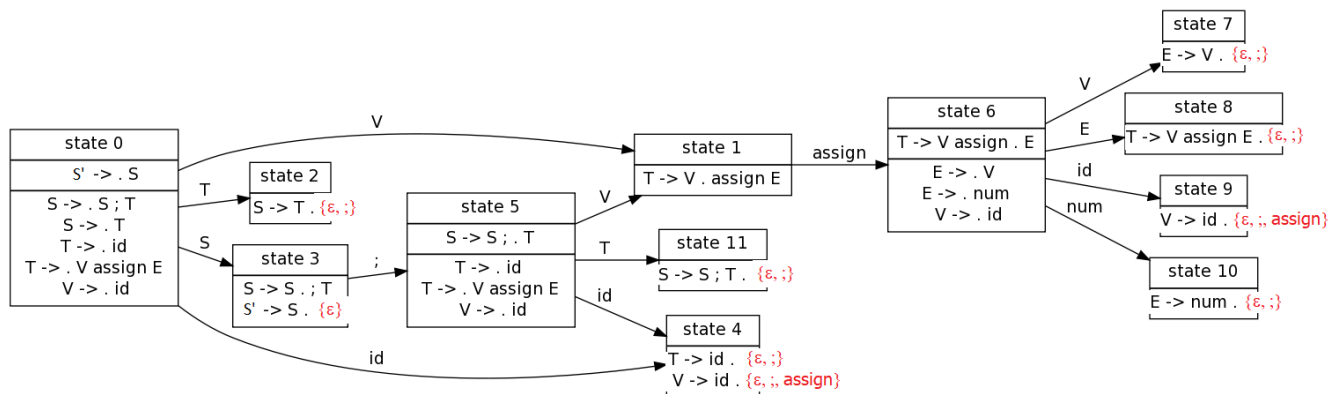 state 0
S' -> . S
S -> . S ; T
S -> . T
T -> . id
T -> . V assign E
V -> . id
V
T
S
id
state 2
S -> T . {ε, ;}
state 3
S -> S . ; T
S' -> S . {ε}
;
state 5
S -> S ; . T
T -> . id
T -> . V assign E
V -> . id
V
T
id
state 1
T -> V . assign E
state 11
S -> S ; T . {ε, ;}
state 4
T -> id . {ε, ;}
V -> id . {ε, ;, assign}
assign
state 6
T -> V assign . E
E -> . V
E -> . num
V -> . id
V
E
id
num
state 7
E -> V . {ε, ;}
state 8
T -> V assign E . {ε, ;}
state 9
V -> id . {ε, ;, assign}
state 10
E -> num . {ε, ;}